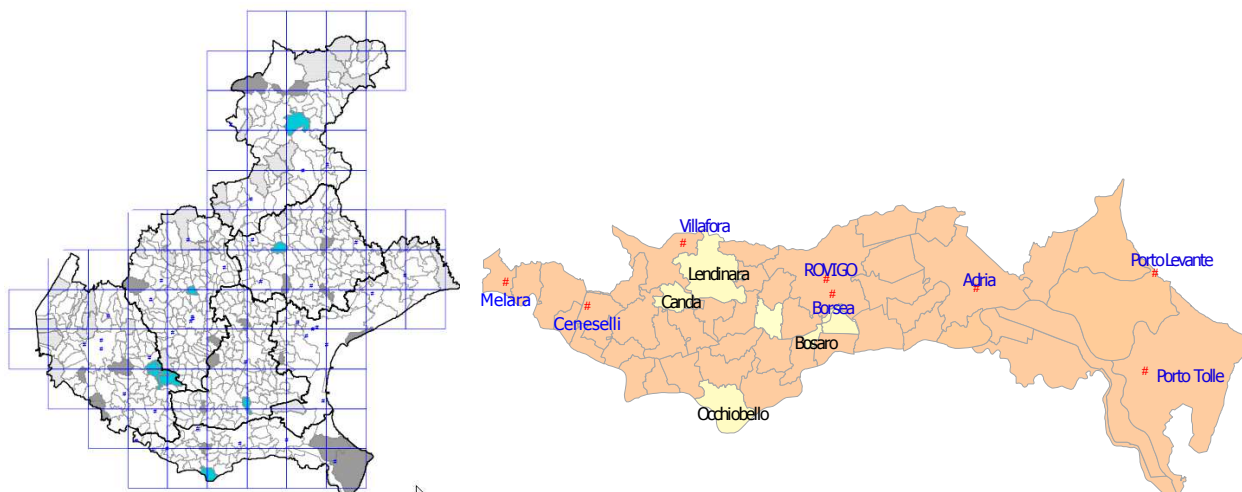 Villafora
Lendinara
ROVIGO
Porto Levante
Adria
Melara
Canda
Borsea
Ceneselli
Bosaro
Porto Tolle
Occhiobello